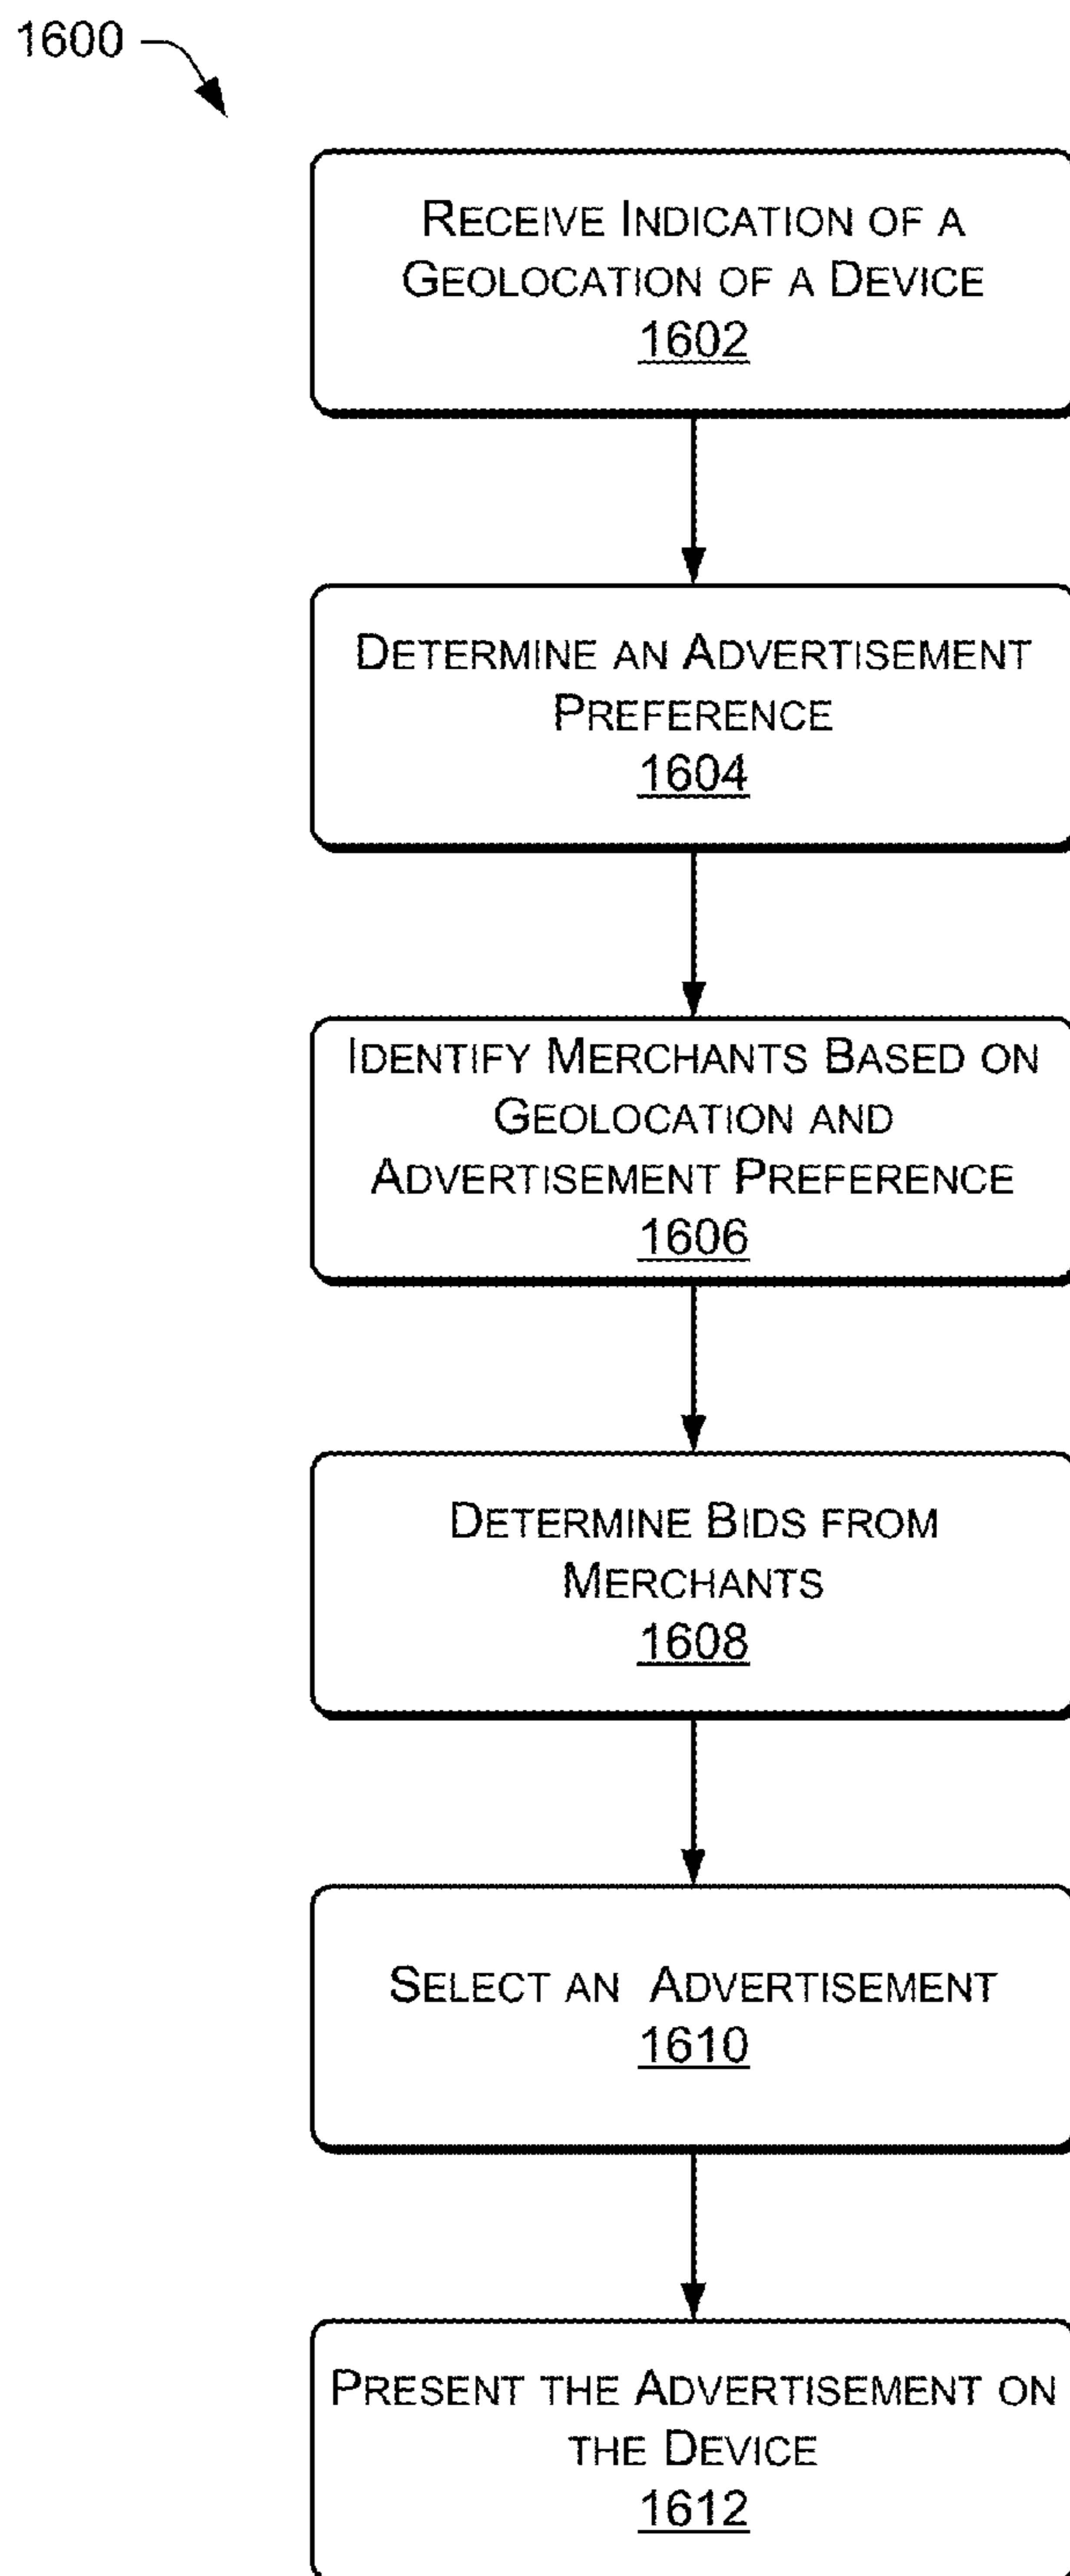 1600
RECEIVE INDICATION OF A
GEOLOCATION OF A DEVICE
1602
DETERMINE AN ADVERTISEMENT
PREFERENCE
1604
IDENTIFY MERCHANTS BASED ON
GEOLOCATION AND
ADVERTISEMENT PREFERENCE
1606
DETERMINE BIDS FROM
MERCHANTS
1608
SELECT AN ADVERTISEMENT
1610
PRESENT THE ADVERTISEMENT ON
THE DEVICE
1612